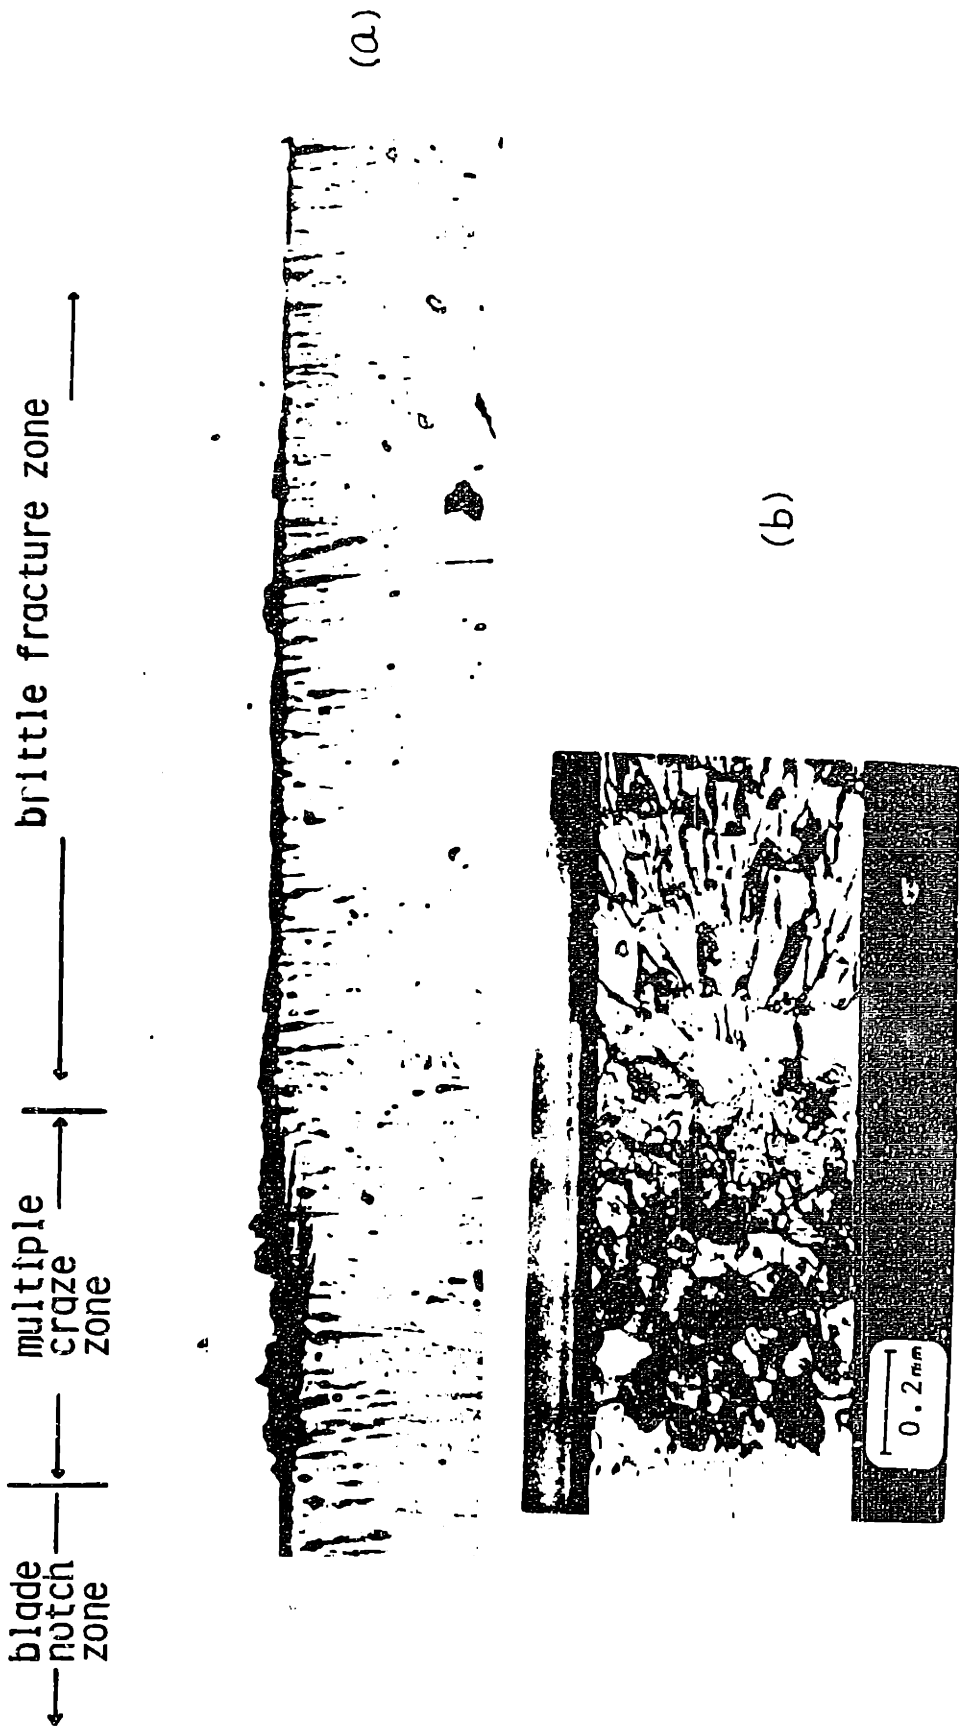 blade
notch
zone
multiple
craze
zone
brittle fracture zone
(a)
(b)
0.2mm